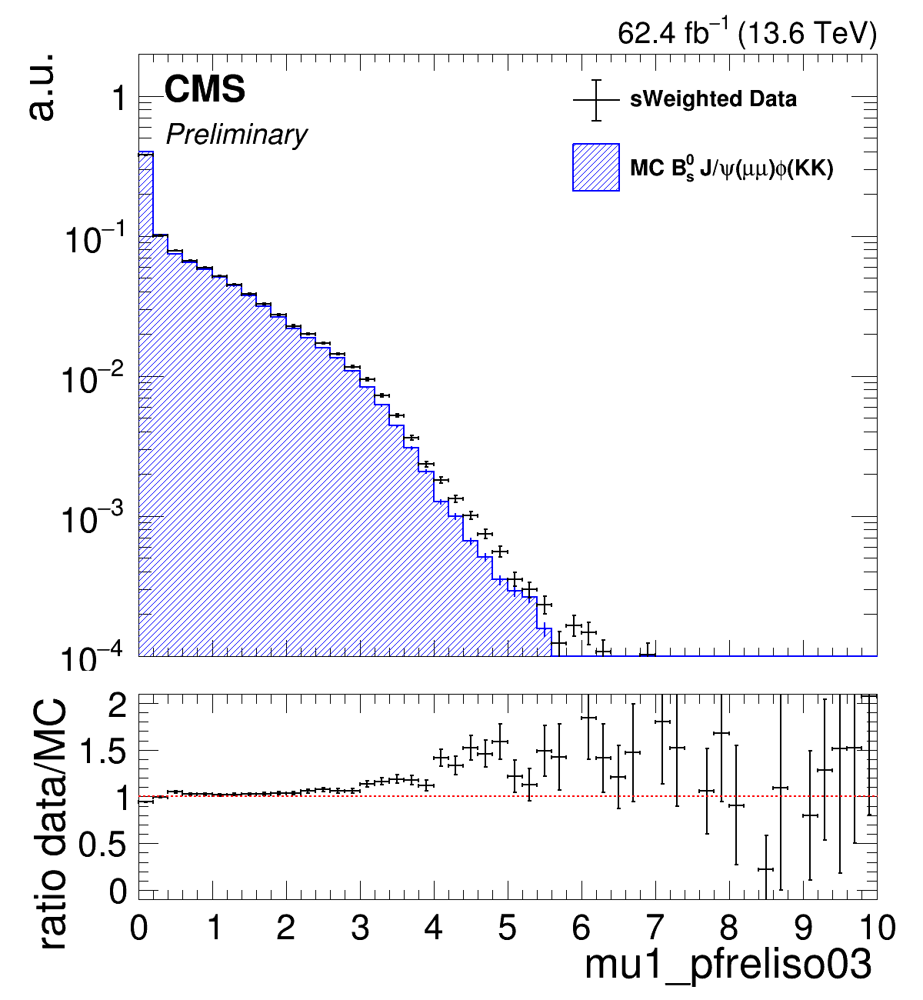 62.4 fb⁻¹ (13.6 TeV)
a.u.
CMS
Preliminary
sWeighted Data
MC B⁰ₛ J/ψ(μμ)ϕ(KK)
1
10⁻¹
10⁻²
10⁻³
10⁻⁴
ratio data/MC
2
1.5
1
0.5
0
0 1 2 3 4 5 6 7 8 9 10
mu1_pfreliso03